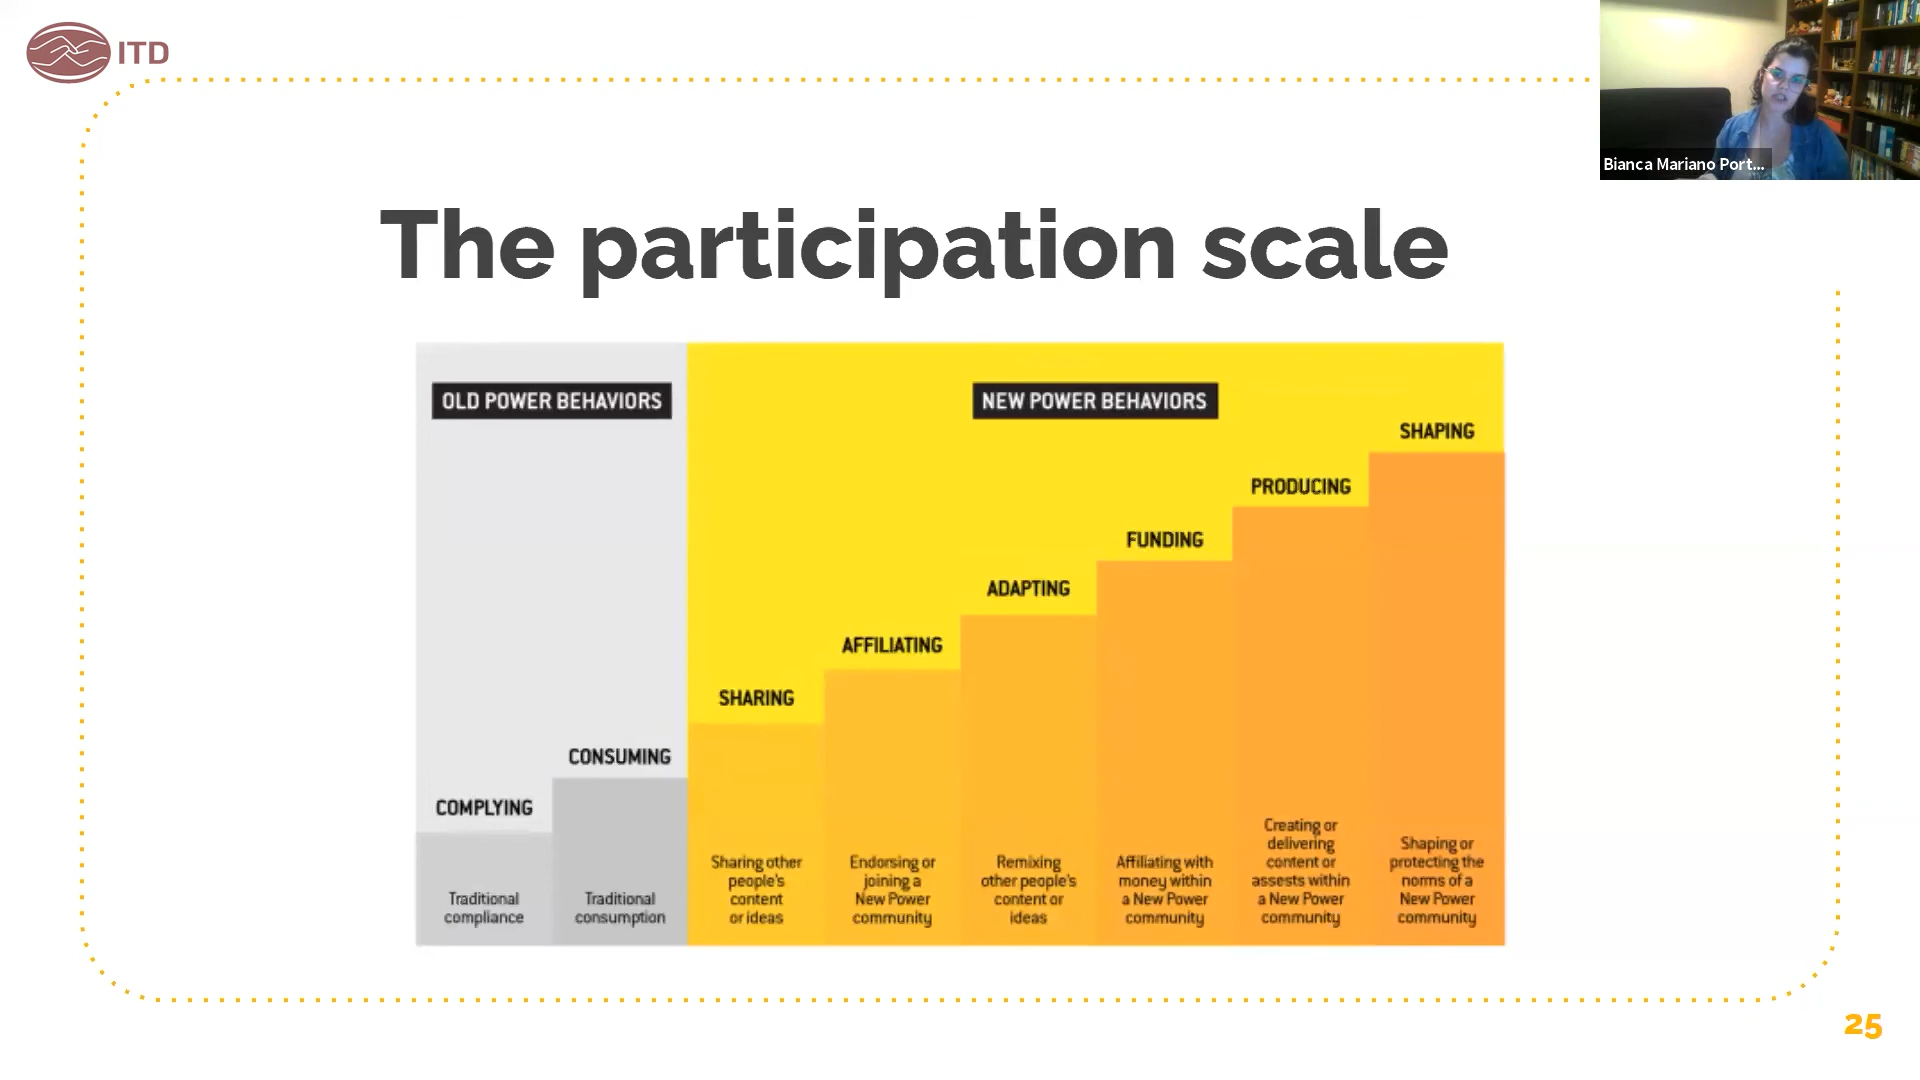 ITD
Bianca Mariano Port...
The participation scale
OLD POWER BEHAVIORS
NEW POWER BEHAVIORS
COMPLYING
Traditional
compliance
CONSUMING
Traditional
consumption
SHARING
Sharing other
people's
content
or ideas
AFFILIATING
Endorsing or
joining a
New Power
community
ADAPTING
Remixing
other people's
content or
ideas
FUNDING
Affiliating with
money within
a New Power
community
PRODUCING
Creating or
delivering
content or
assests within
a New Power
community
SHAPING
Shaping or
protecting the
norms of a
New Power
community
25